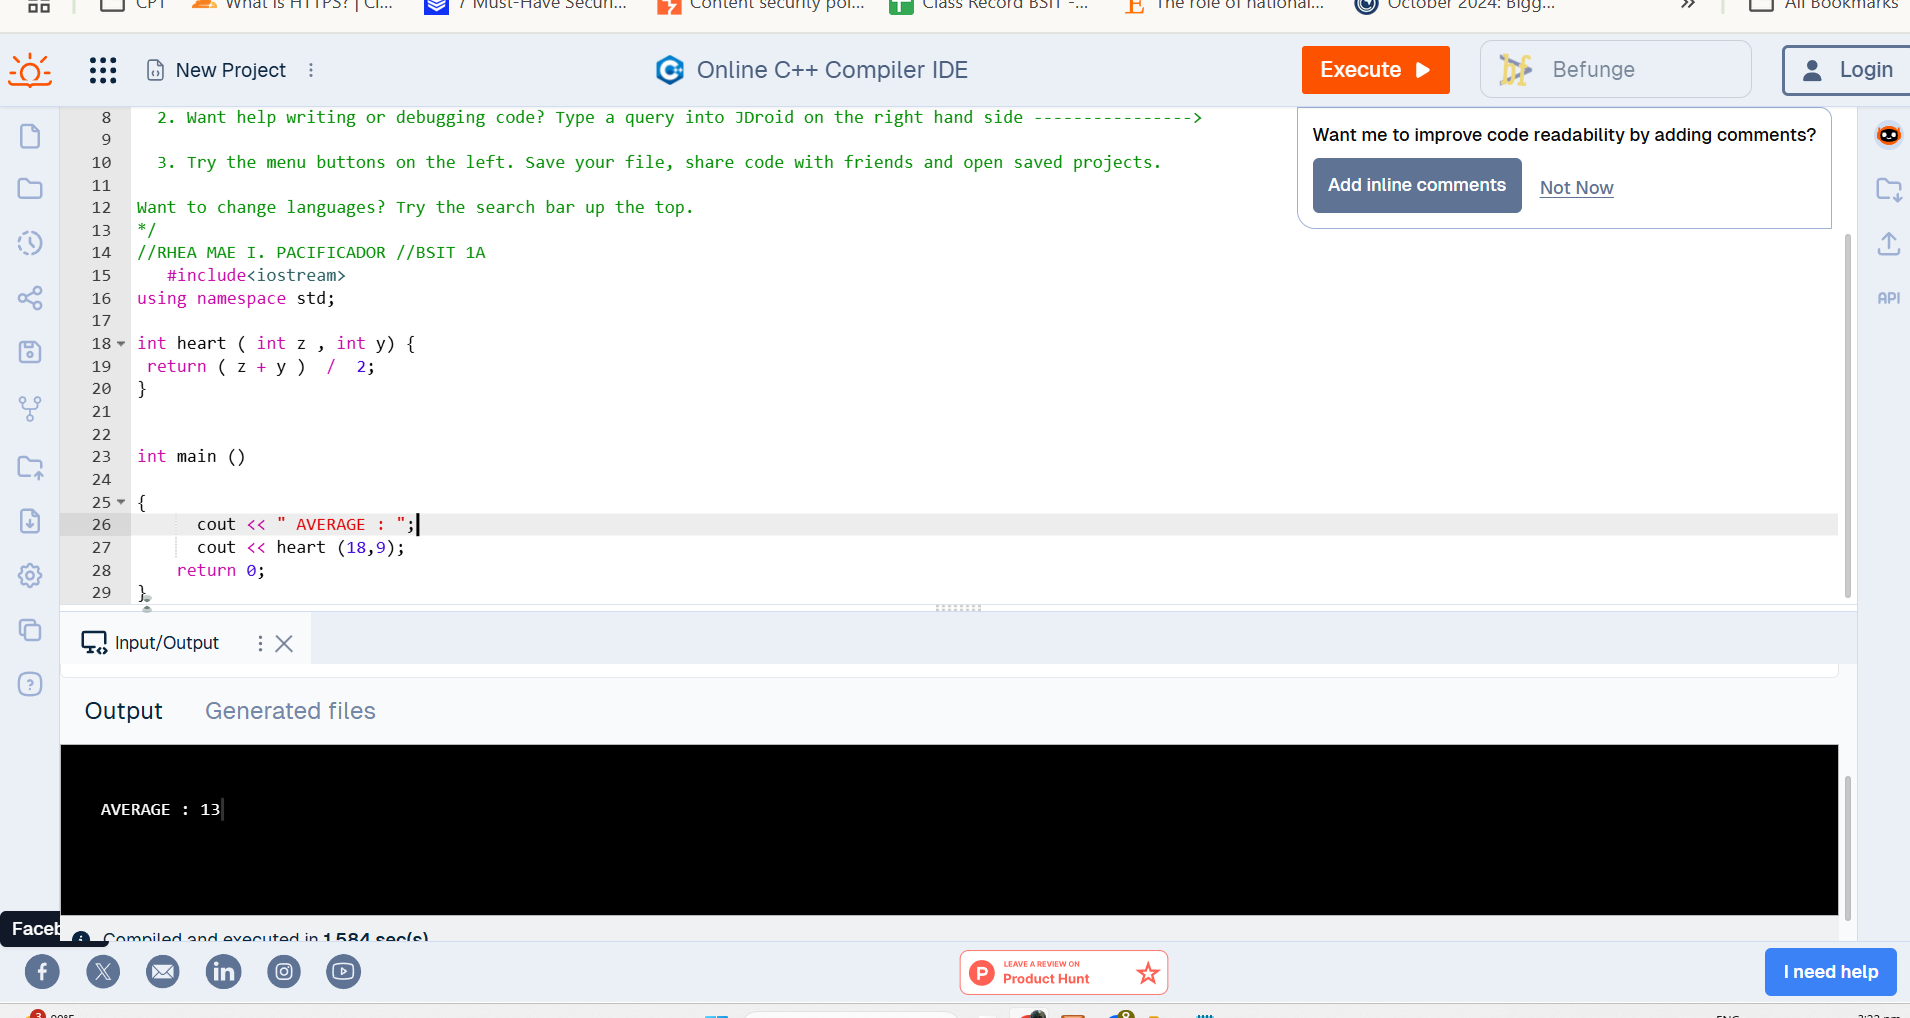 CPT
What is HTTPS? | Cl...
7 Must-Have Securi...
Content security pol...
Class Record BSIT -...
The role of national...
October 2024: Bigg...
»
All Bookmarks
New Project
Online C++ Compiler IDE
Execute
Befunge
Login
8 2. Want help writing or debugging code? Type a query into JDroid on the right hand side ---------------->
9
10 3. Try the menu buttons on the left. Save your file, share code with friends and open saved projects.
11
12 Want to change languages? Try the search bar up the top.
13 */
14 //RHEA MAE I. PACIFICADOR //BSIT 1A
15 #include<iostream>
16 using namespace std;
17
18 int heart ( int z , int y) {
19 return ( z + y ) / 2;
20 }
21
22
23 int main ()
24
25 {
26 cout << " AVERAGE : ";
27 cout << heart (18,9);
28 return 0;
29 }
Want me to improve code readability by adding comments?
Add inline comments
Not Now
API
Input/Output
Output
Generated files
AVERAGE : 13
Faceb
Compiled and executed in 1.584 sec(s)
LEAVE A REVIEW ON
Product Hunt
I need help